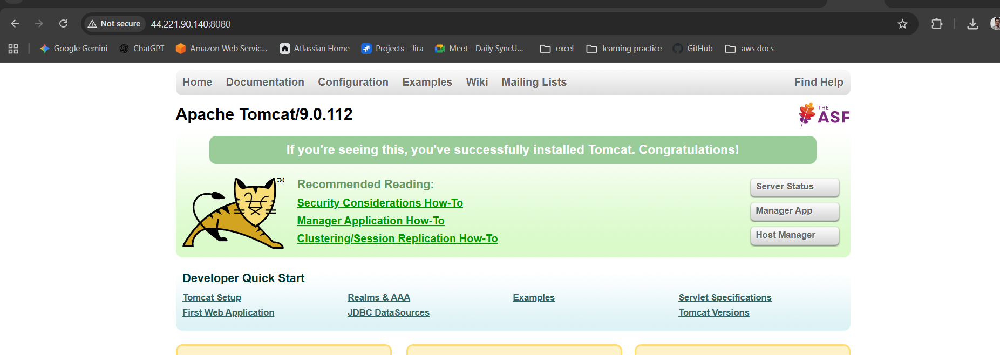 Not secure 44.221.90.140:8080
Google Gemini ChatGPT Amazon Web Servic... Atlassian Home Projects - Jira Meet - Daily SyncU... excel learning practice GitHub aws docs
Home Documentation Configuration Examples Wiki Mailing Lists Find Help
Apache Tomcat/9.0.112
THE ASF
If you're seeing this, you've successfully installed Tomcat. Congratulations!
TM
Recommended Reading:
Security Considerations How-To
Manager Application How-To
Clustering/Session Replication How-To
Server Status
Manager App
Host Manager
Developer Quick Start
Tomcat Setup Realms & AAA Examples Servlet Specifications
First Web Application JDBC DataSources Tomcat Versions